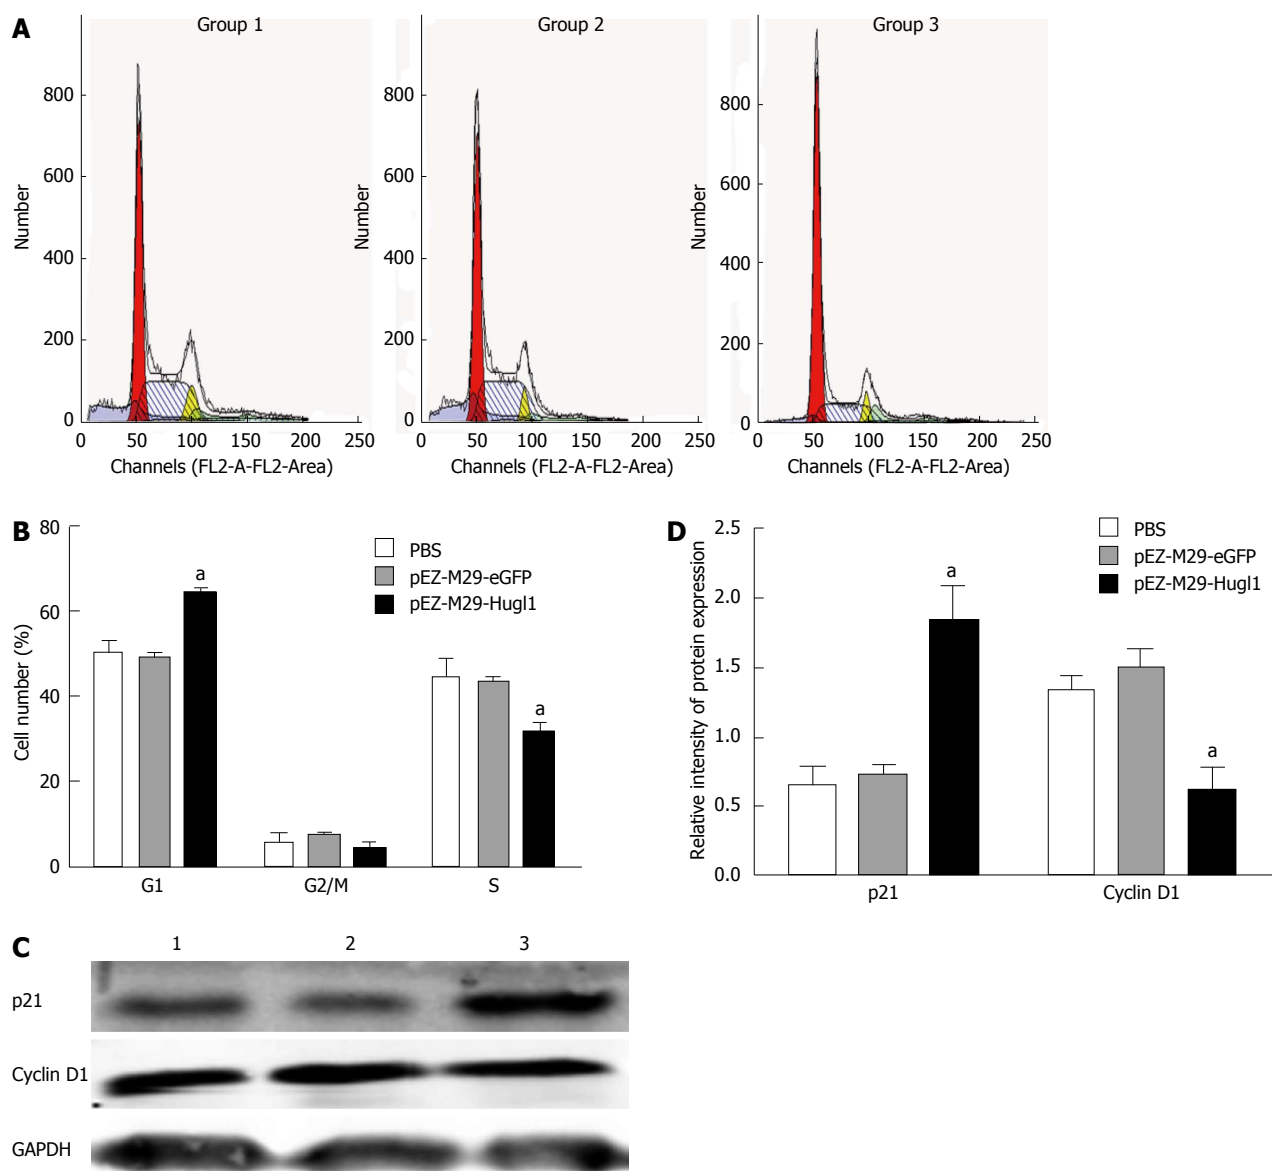 A
Group 1
Group 2
Group 3
Number
800
600
400
200
0
0 50 100 150 200 250
Channels (FL2-A-FL2-Area)
Number
800
600
400
200
0
0 50 100 150 200 250
Channels (FL2-A-FL2-Area)
Number
800
600
400
200
0
0 50 100 150 200 250
Channels (FL2-A-FL2-Area)
B
Cell number (%)
80
60
40
20
0
PBS
pEZ-M29-eGFP
pEZ-M29-Hugl1
a
a
G1 G2/M S
D
Relative intensity of protein expression
2.5
2.0
1.5
1.0
0.5
0.0
PBS
pEZ-M29-eGFP
pEZ-M29-Hugl1
a
a
p21 Cyclin D1
C
1 2 3
p21
Cyclin D1
GAPDH